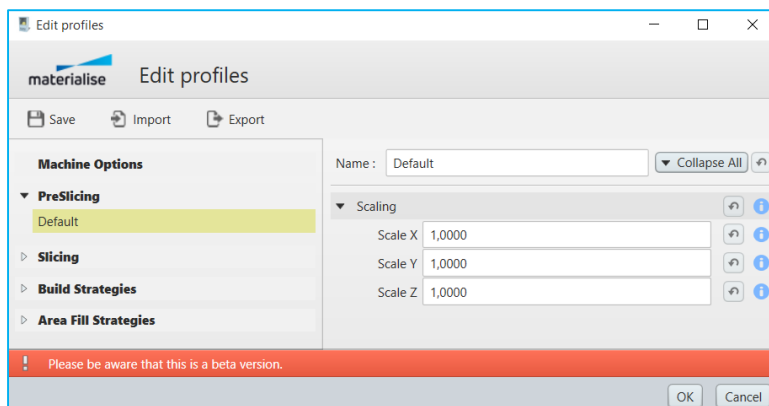 Edit profiles
materialise Edit profiles
Save Import Export
Machine Options
PreSlicing
Default
Slicing
Build Strategies
Area Fill Strategies
Name : Default Collapse All
Scaling
Scale X 1,0000
Scale Y 1,0000
Scale Z 1,0000
Please be aware that this is a beta version.
OK Cancel